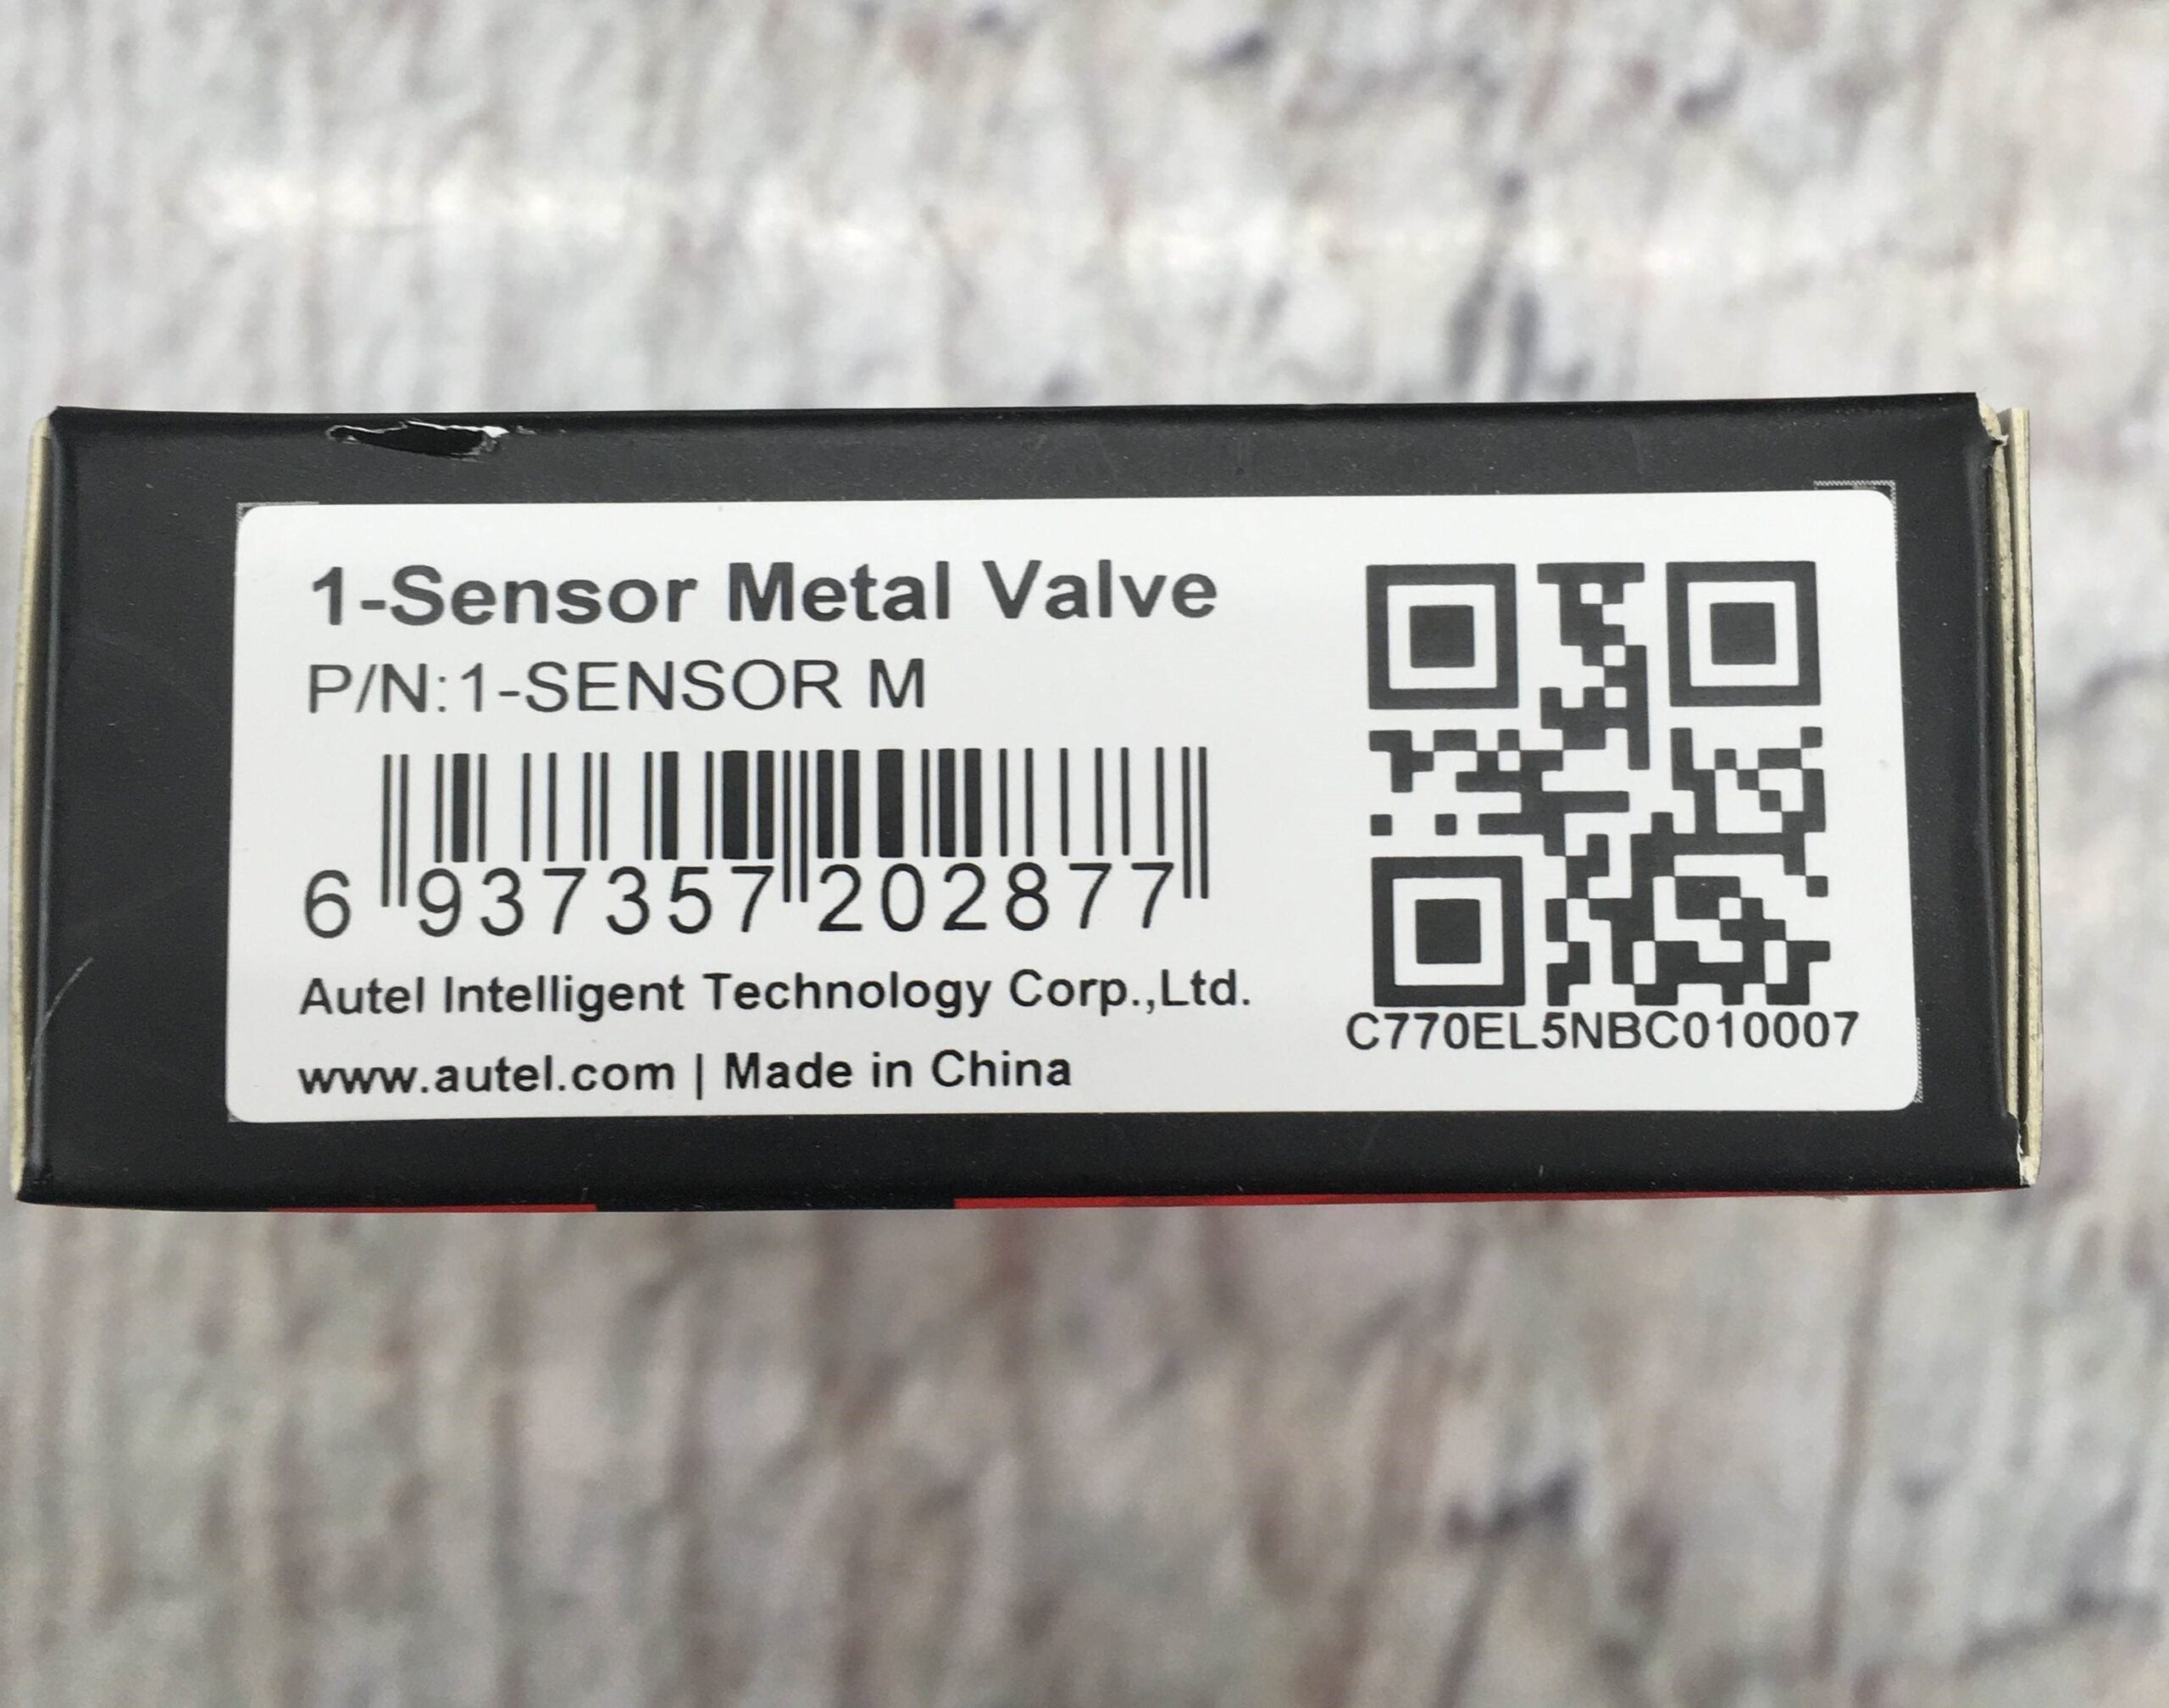 1-Sensor Metal Valve
P/N:1-SENSOR M
6 937357 202877
Autel Intelligent Technology Corp.,Ltd.
www.autel.com | Made in China
C770EL5NBC010007